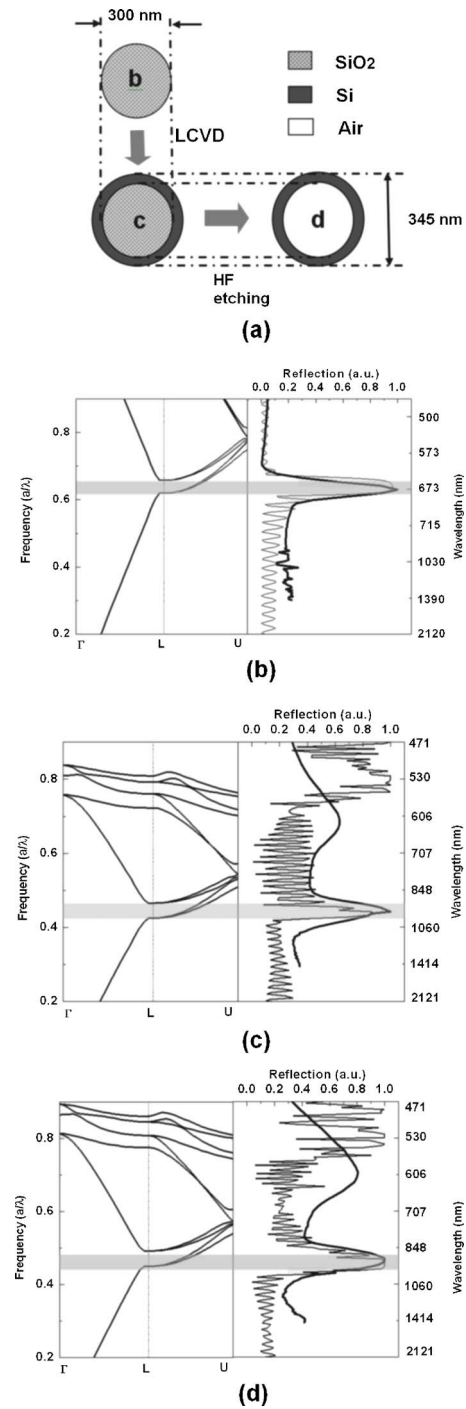 300 nm
b
SiO2
Si
Air
LCVD
c
d
345 nm
HF
etching
(a)
Reflection (a.u.)
0.0 0.2 0.4 0.6 0.8 1.0
Frequency (a/λ)
0.8
0.6
0.4
0.2
Γ L U
500
573
673
715
1030
1390
2120
Wavelength (nm)
(b)
Reflection (a.u.)
0.0 0.2 0.4 0.6 0.8 1.0
Frequency (a/λ)
0.8
0.6
0.4
0.2
Γ L U
471
530
606
707
848
1060
1414
2121
Wavelength (nm)
(c)
Reflection (a.u.)
0.0 0.2 0.4 0.6 0.8 1.0
Frequency (a/λ)
0.8
0.6
0.4
0.2
Γ L U
471
530
606
707
848
1060
1414
2121
Wavelength (nm)
(d)